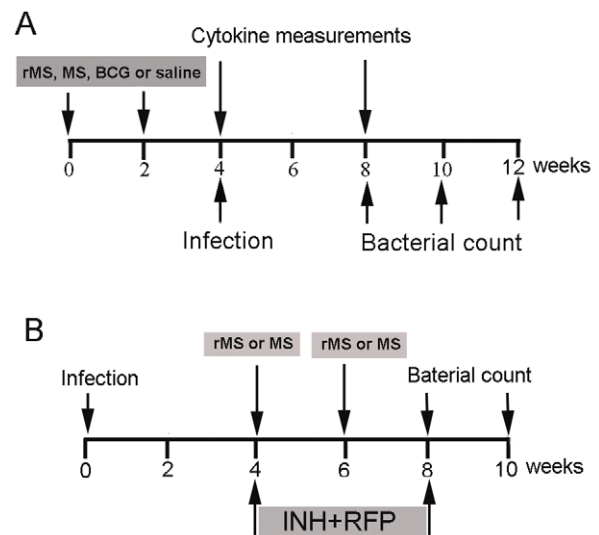 A
Cytokine measurements
rMS, MS, BCG or saline
0 2 4 6 8 10 12 weeks
Infection Bacterial count
B
rMS or MS rMS or MS
Infection Baterial count
0 2 4 6 8 10 weeks
INH+RFP